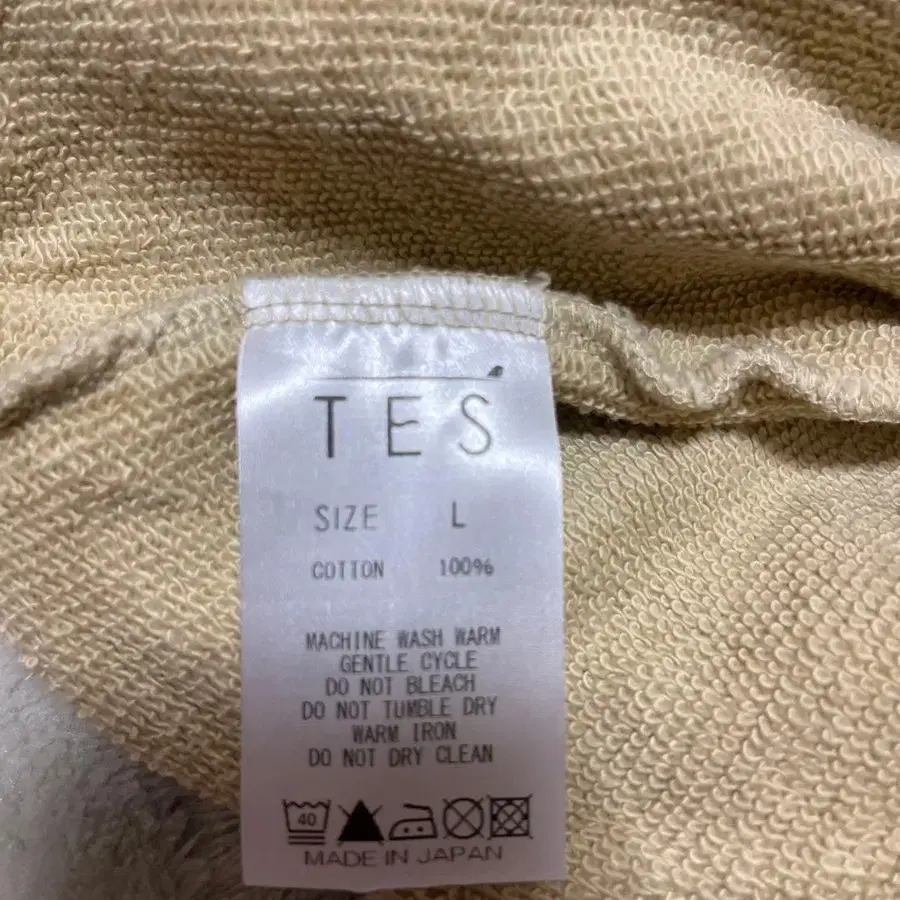 TES
SIZE L
COTTON 100%
MACHINE WASH WARM
GENTLE CYCLE
DO NOT BLEACH
DO NOT TUMBLE DRY
WARM IRON
DO NOT DRY CLEAN
40
MADE IN JAPAN